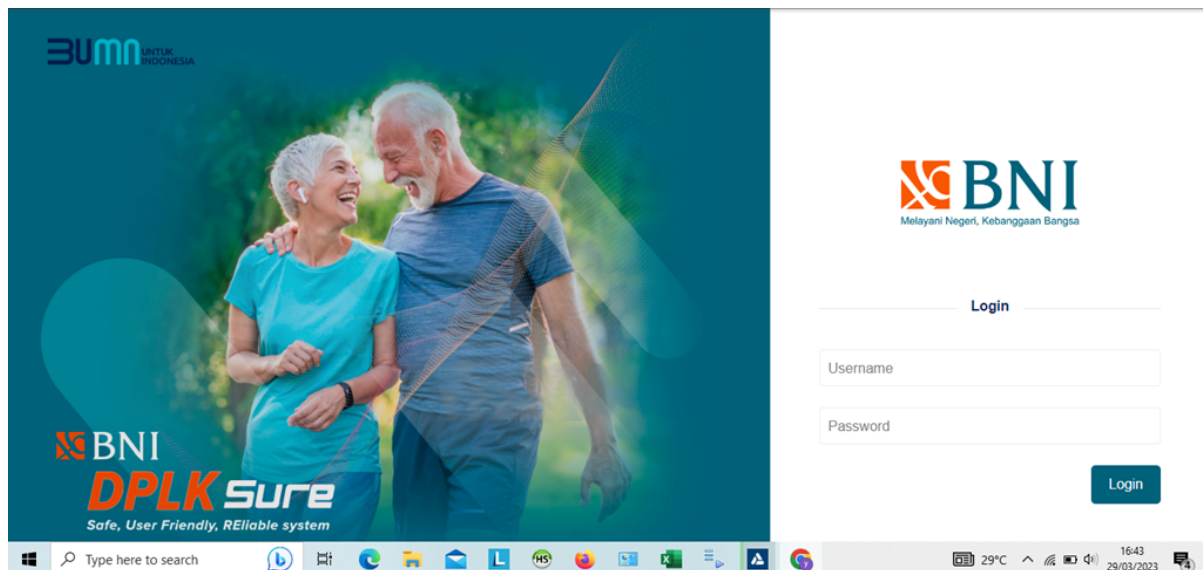 BUMN UNTUK
INDONESIA
BNI
DPLK Sure
Safe, User Friendly, REliable system
BNI
Melayani Negeri, Kebanggaan Bangsa
Login
Username
Password
Login
Type here to search
29°C
16:43
29/03/2023